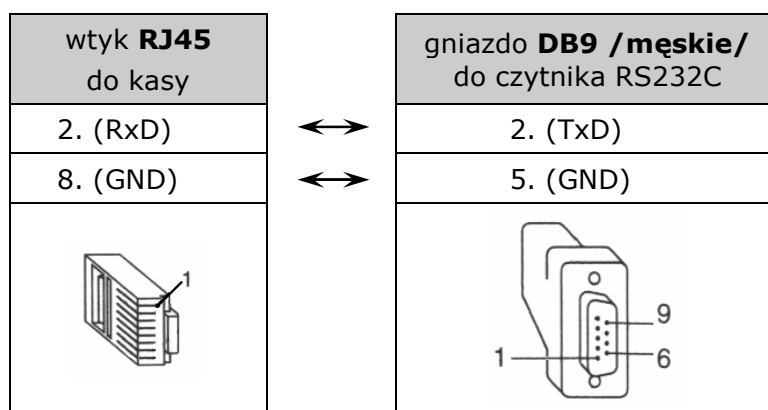 wtyk RJ45
do kasy
gniazdo DB9 /męskie/
do czytnika RS232C
2. (RxD)
2. (TxD)
8. (GND)
5. (GND)
1
9
1
6